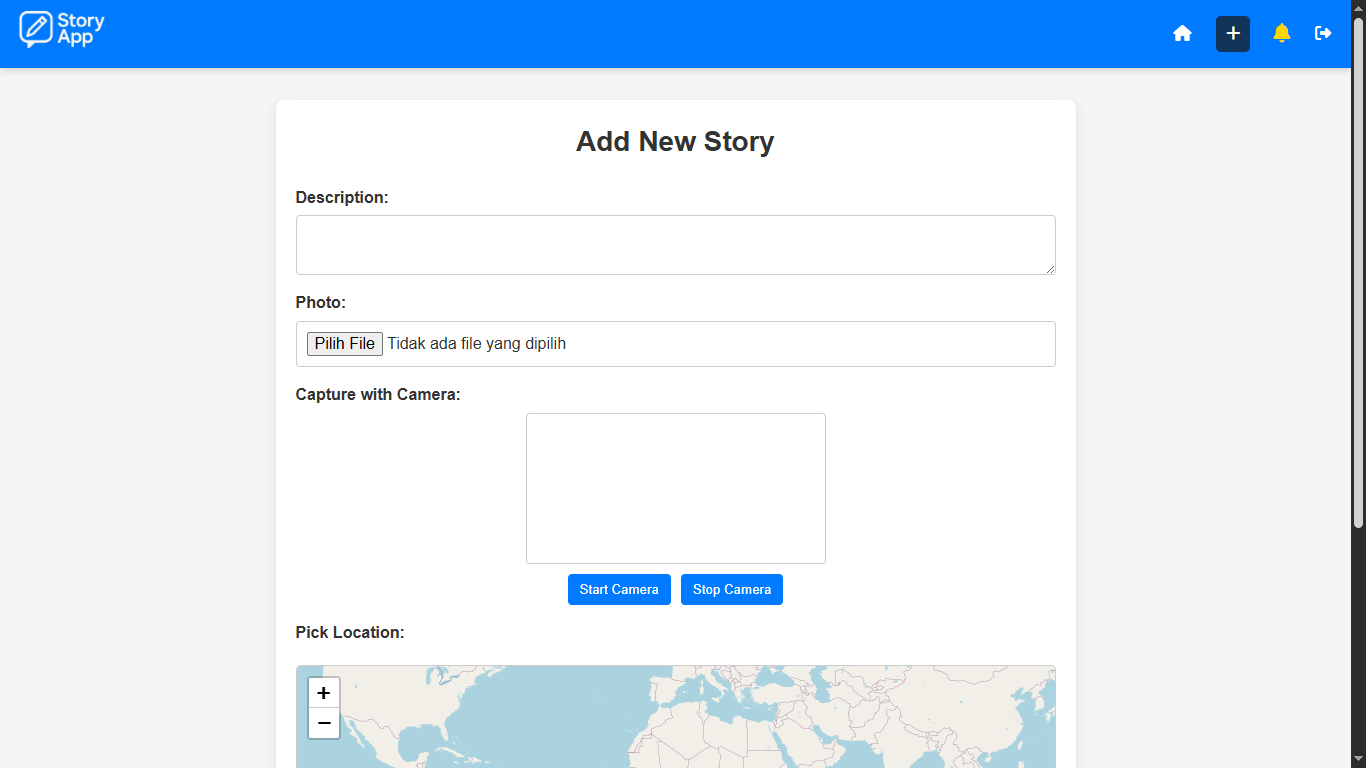 Story
App
+
Add New Story
Description:
Photo:
Pilih File Tidak ada file yang dipilih
Capture with Camera:
Start Camera Stop Camera
Pick Location:
+
−